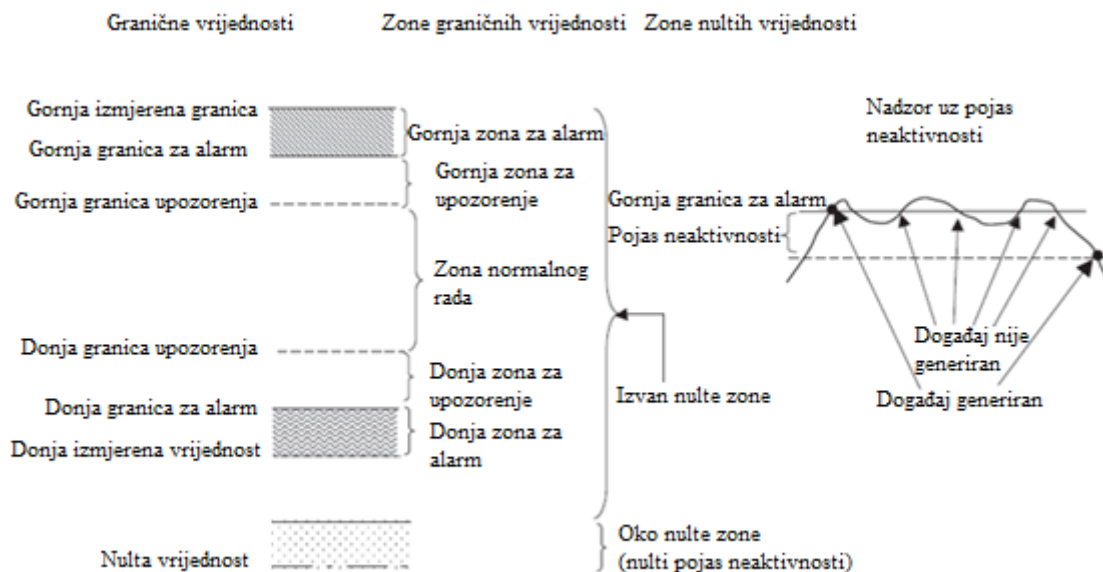 Granične vrijednosti
Zone graničnih vrijednosti
Zone nultih vrijednosti
Gornja izmjerena granica
Gornja granica za alarm
Gornja granica upozorenja
Donja granica upozorenja
Donja granica za alarm
Donja izmjerena vrijednost
Nulta vrijednost
Gornja zona za alarm
Gornja zona za
upozorenje
Zona normalnog
rađa
Donja zona za
upozorenje
Donja zona za
alarm
Izvan nulte zone
Oko nulte zone
(nulti pojas neaktivnosti)
Nadzor uz pojas
neaktivnosti
Gornja granica za alarm
Pojas neaktivnosti
Događaj nije
generiran
Događaj generiran